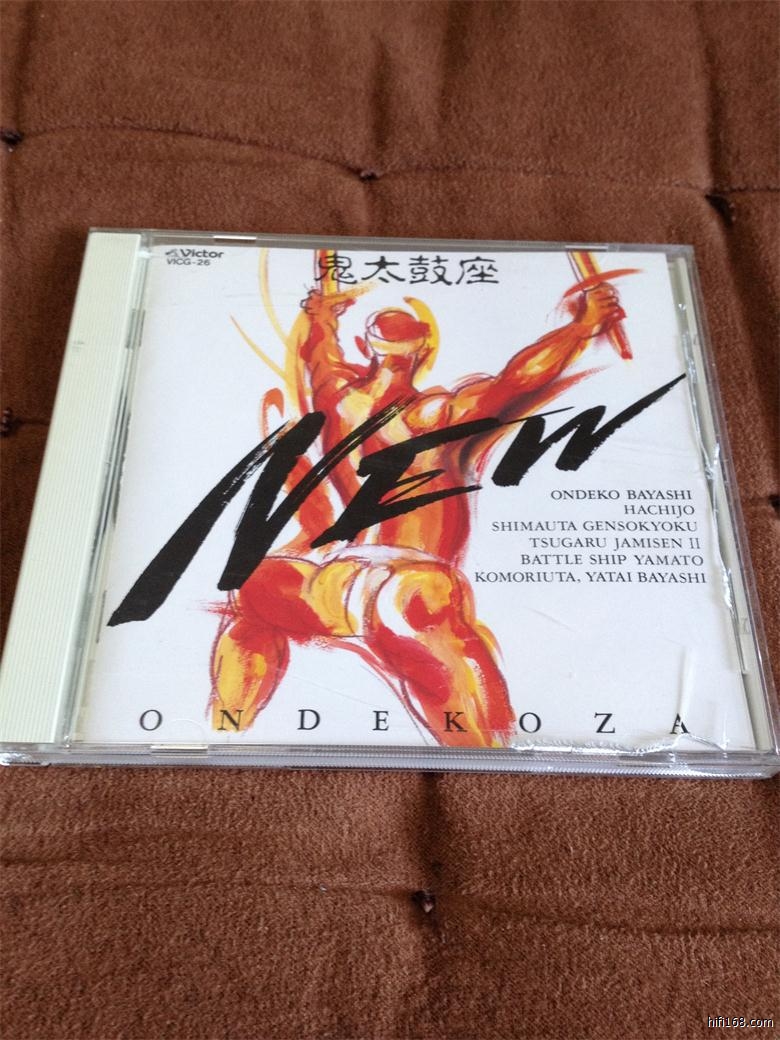 Victor
VICG-26
鬼太鼓座
NEW
ONDEKO BAYASHI
HACHIJO
SHIMAUTA GENSOKYOKU
TSUGARU JAMISEN II
BATTLE SHIP YAMATO
KOMORIUTA, YATAI BAYASHI
ONDEKOZA
hifi168.com